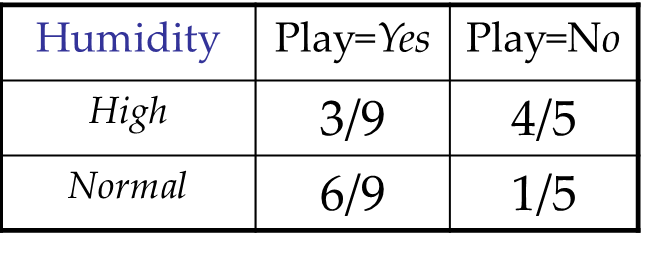 Humidity Play=Yes Play=No
High 3/9 4/5
Normal 6/9 1/5